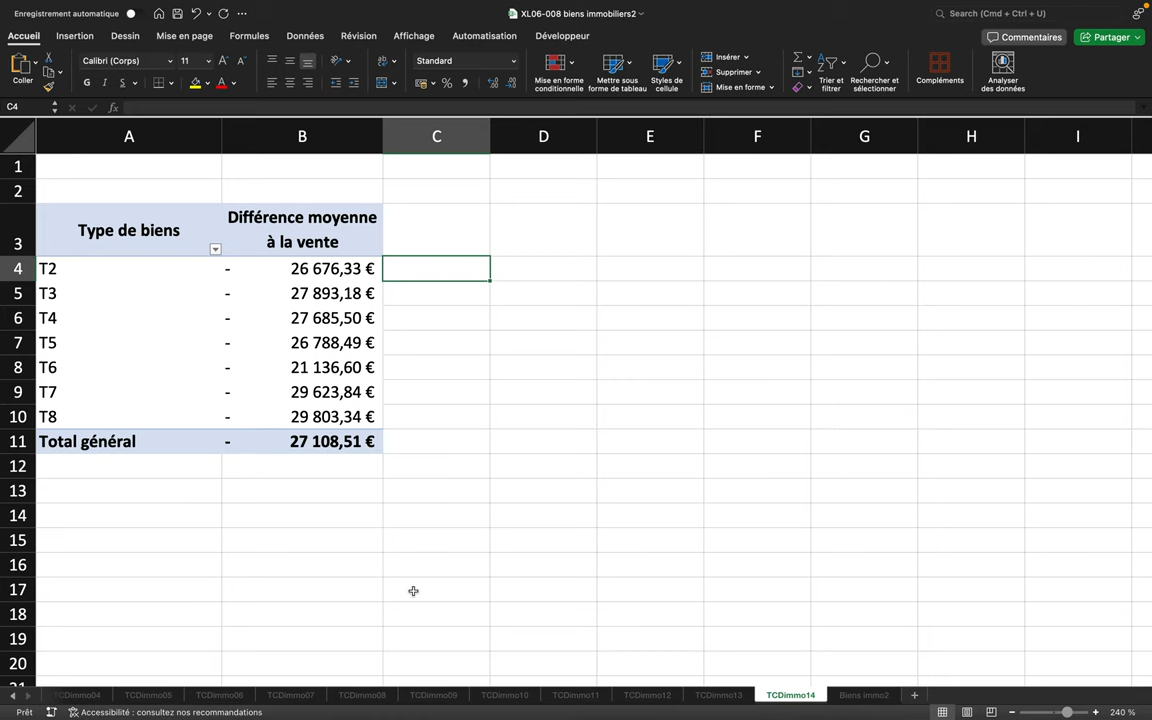 Enregistrement automatique
XL06-008 biens immobiliers2
Search (Cmd + Ctrl + U)
Accueil Insertion Dessin Mise en page Formules Données Révision Affichage Automatisation Développeur
Commentaires Partager
Coller
Calibri (Corps) 11
G I S
Standard
Mise en forme conditionnelle
Mettre sous forme de tableau
Styles de cellule
Insérer
Supprimer
Mise en forme
Trier et filtrer
Rechercher et sélectionner
Compléments
Analyser des données
C4 fx
A B C D E F G H I
1
2
3 Type de biens Différence moyenne à la vente
4 T2 - 26 676,33 €
5 T3 - 27 893,18 €
6 T4 - 27 685,50 €
7 T5 - 26 788,49 €
8 T6 - 21 136,60 €
9 T7 - 29 623,84 €
10 T8 - 29 803,34 €
11 Total général - 27 108,51 €
12
13
14
15
16
17
18
19
20
TCDimmo04 TCDimmo05 TCDimmo06 TCDimmo07 TCDimmo08 TCDimmo09 TCDimmo10 TCDimmo11 TCDimmo12 TCDimmo13 TCDimmo14 Biens immo2
Prêt Accessibilité : consultez nos recommandations 240 %